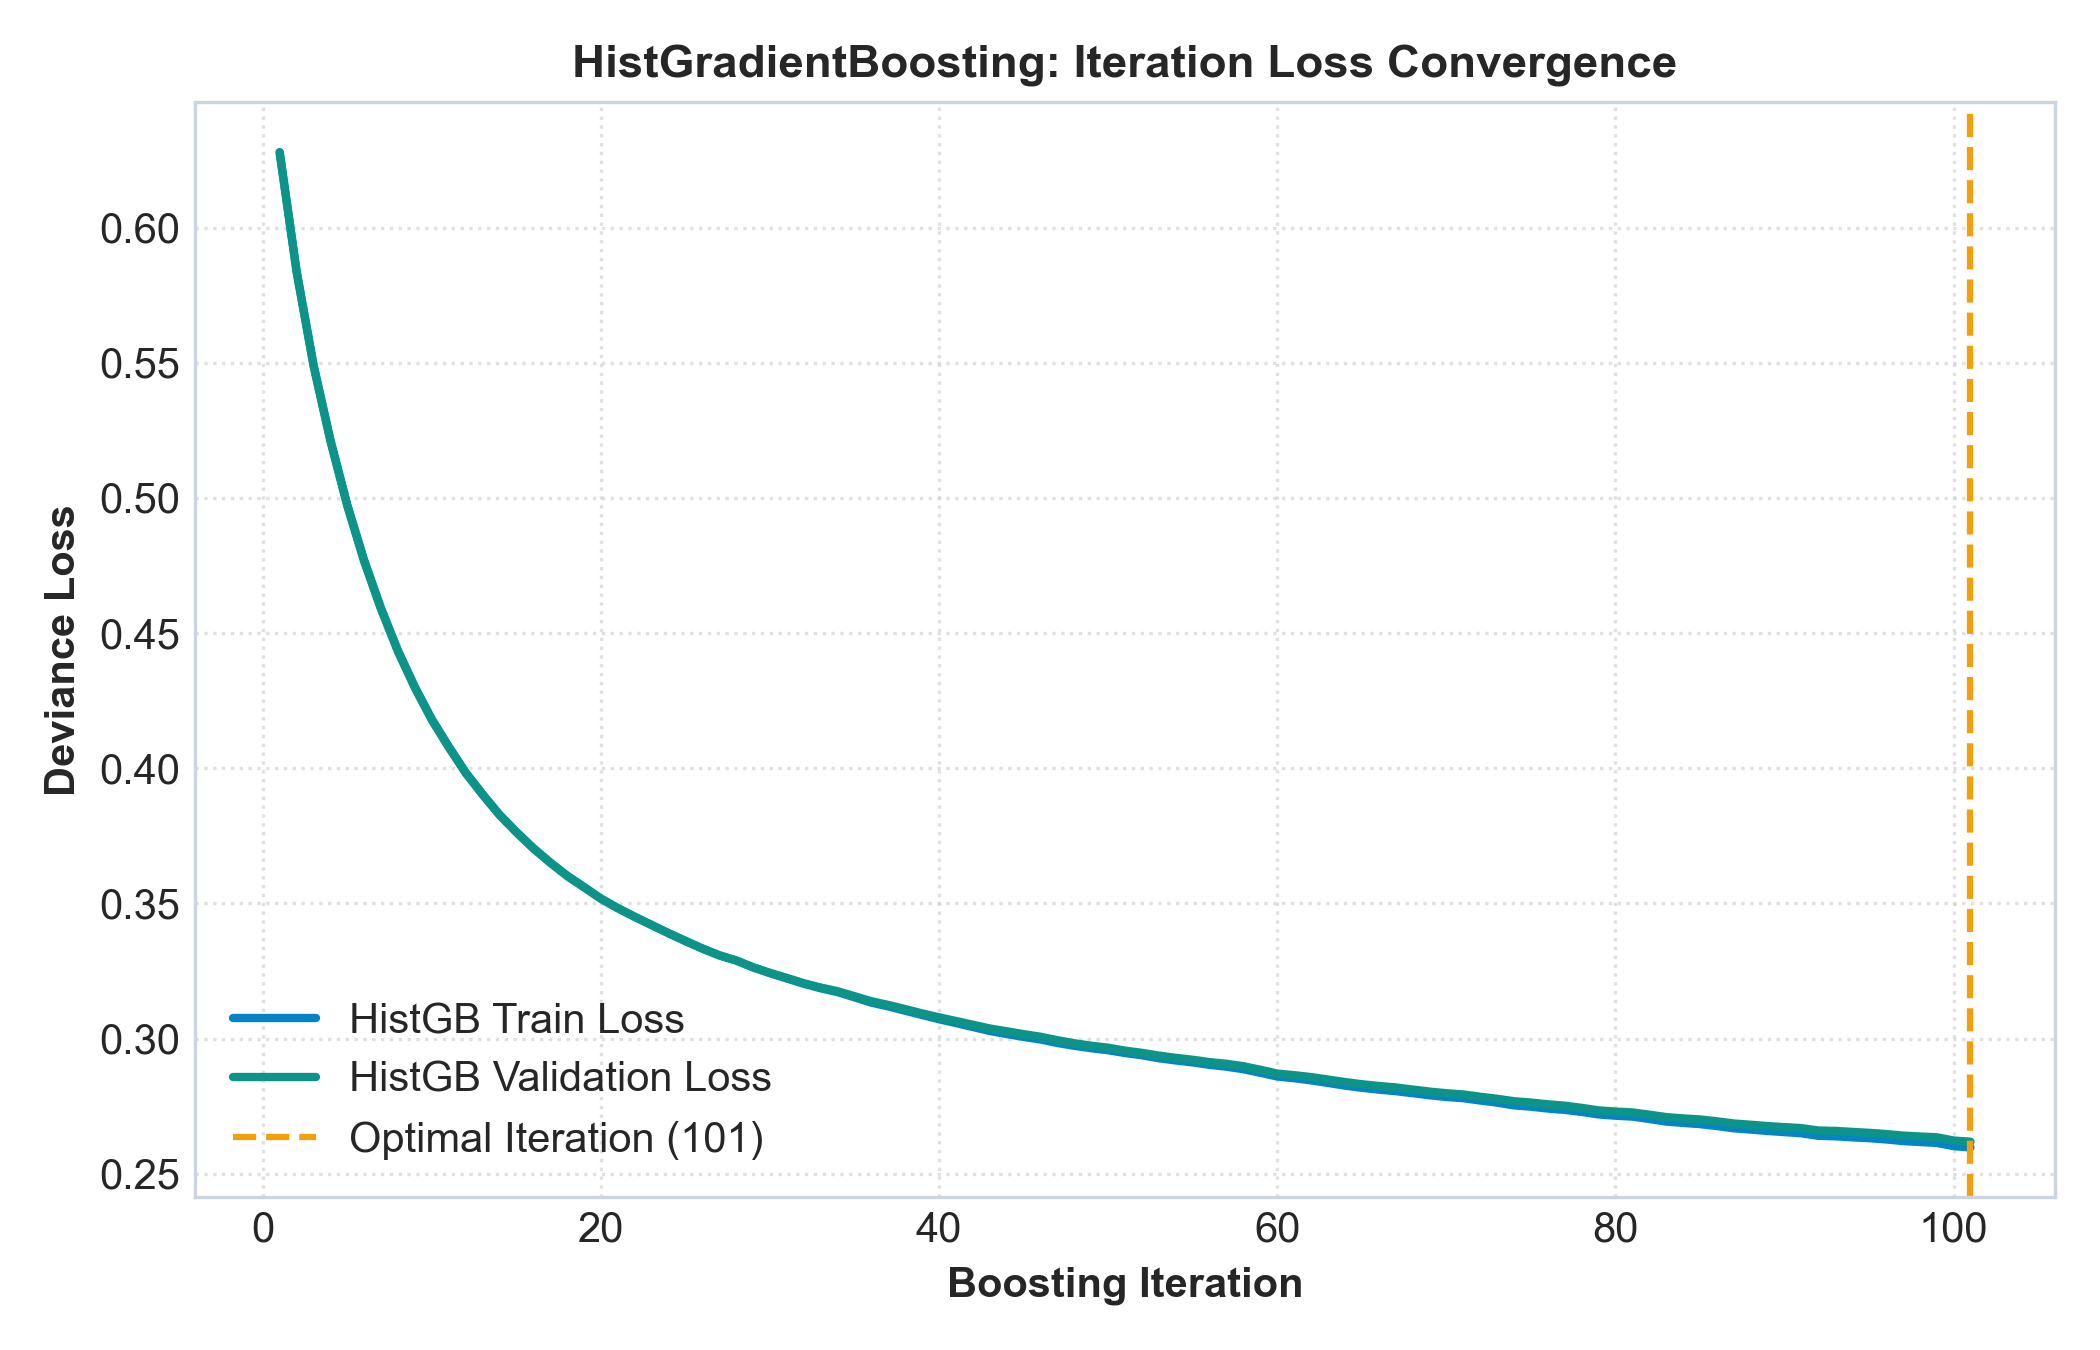 HistGradientBoosting: Iteration Loss Convergence
Deviance Loss
0.60
0.55
0.50
0.45
0.40
0.35
0.30
0.25
HistGB Train Loss
HistGB Validation Loss
Optimal Iteration (101)
0 20 40 60 80 100
Boosting Iteration